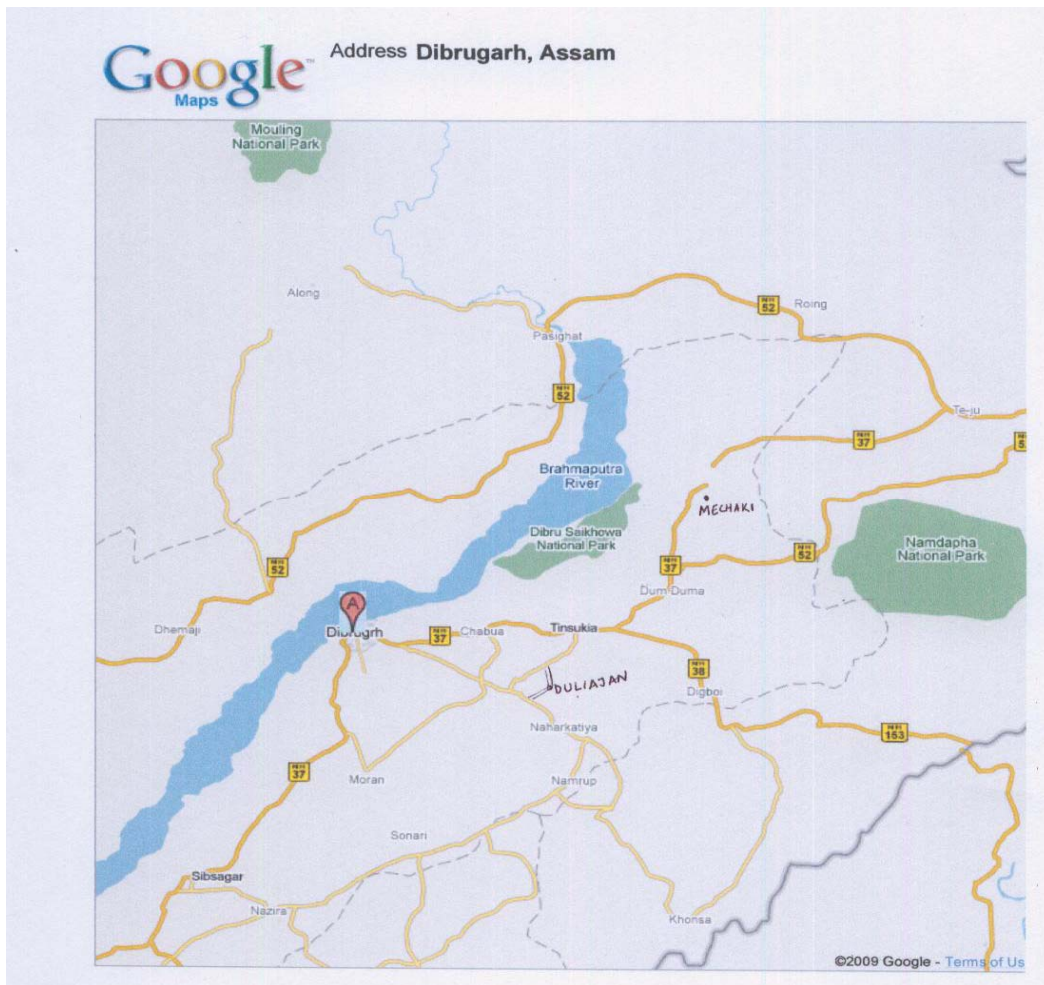 Address Dibrugarh, Assam
Google™
Maps
Mouling
National Park
Along
NH
52
Roing
Pasighat
NH
52
Te-ju
NH
37
Brahmaputra
River
MECHAKI
Dibru Saikhowa
National Park
NH
52
Namdapha
National Park
NH
52
NH
37
Dum Duma
A
Dhemaji
Dibrugrh
NH
37
Chabua
Tinsukia
NH
38
DULIAJAN
Digboi
Naharkatiya
NH
153
NH
37
Moran
Namrup
Sonari
Sibsagar
Nazira
Khonsa
©2009 Google - Terms of Us